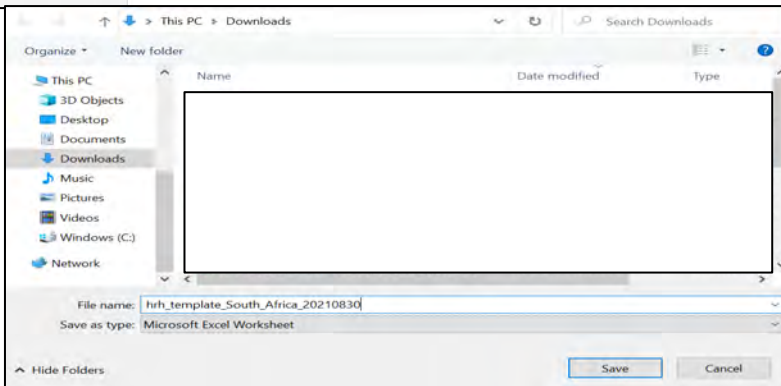 This PC > Downloads
Search Downloads
Organize
New folder
Name
Date modified
Type
This PC
3D Objects
Desktop
Documents
Downloads
Music
Pictures
Videos
Windows (C:)
Network
File name: hrh_template_South_Africa_20210830
Save as type: Microsoft Excel Worksheet
Hide Folders
Save
Cancel